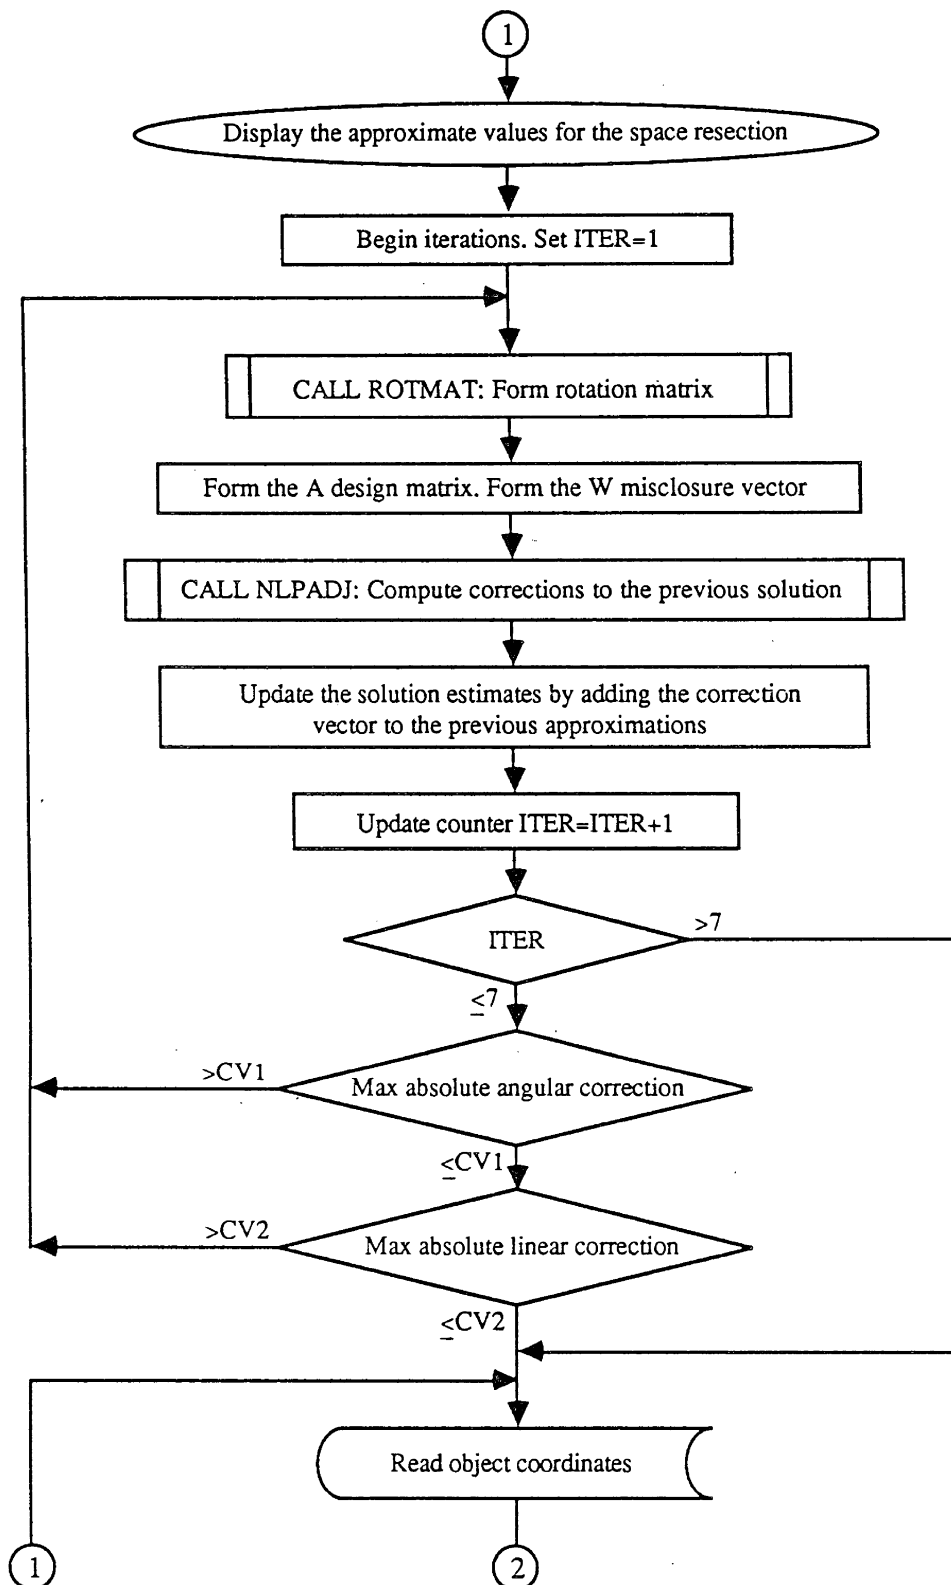 1
Display the approximate values for the space resection
Begin iterations. Set ITER=1
CALL ROTMAT: Form rotation matrix
Form the A design matrix. Form the W misclosure vector
CALL NLPADJ: Compute corrections to the previous solution
Update the solution estimates by adding the correction
vector to the previous approximations
Update counter ITER=ITER+1
ITER
>7
≤7
>CV1
Max absolute angular correction
≤CV1
>CV2
Max absolute linear correction
≤CV2
Read object coordinates
1
2